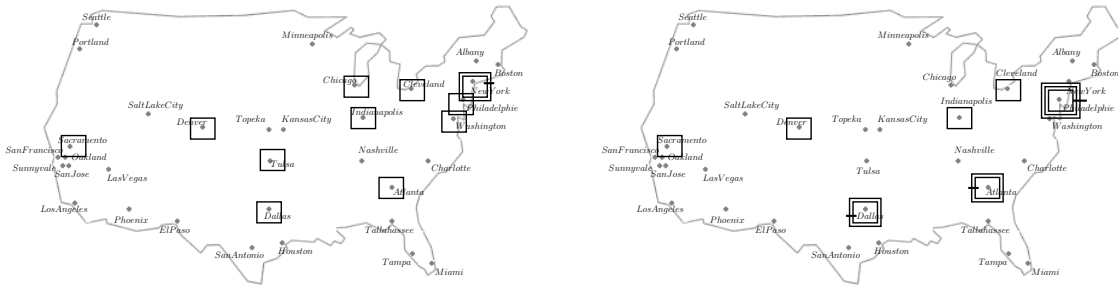 Seattle
Portland
Minneapolis
Albany
Boston
Chicago
Cleveland
NewYork
Philadelphie
Indianapolis
Washington
SaltLakeCity
Denver
Topeka
KansasCity
Sacramento
SanFrancisco
Oakland
Sunnyvale
SanJose
LasVegas
Tulsa
Nashville
Charlotte
Atlanta
LosAngeles
Phoenix
ElPaso
Dallas
Tallahassee
SanAntonio
Houston
Tampa
Miami
Seattle
Portland
Minneapolis
Albany
Boston
Chicago
Cleveland
NewYork
Philadelphie
Indianapolis
Washington
SaltLakeCity
Denver
Topeka
KansasCity
Sacramento
SanFrancisco
Oakland
Sunnyvale
SanJose
LasVegas
Tulsa
Nashville
Charlotte
Atlanta
LosAngeles
Phoenix
ElPaso
Dallas
Tallahassee
SanAntonio
Houston
Tampa
Miami